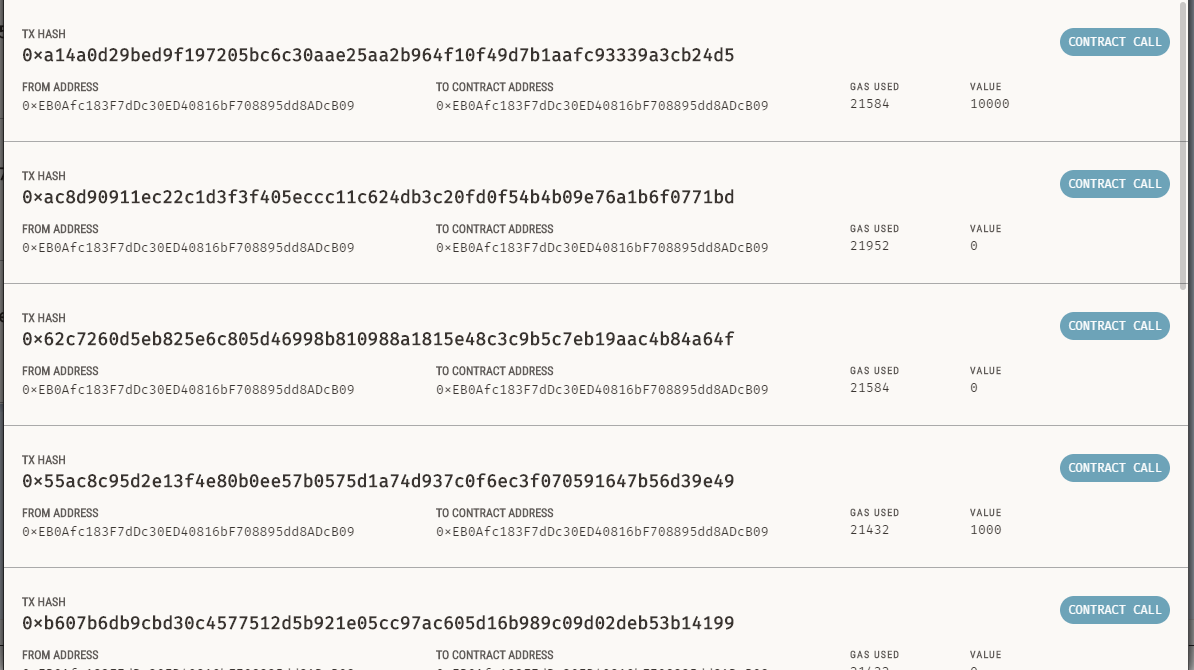 TX HASH
0×a14a0d29bed9f197205bc6c30aae25aa2b964f10f49d7b1aafc93339a3cb24d5
CONTRACT CALL
FROM ADDRESS TO CONTRACT ADDRESS GAS USED VALUE
0×EB0Afc183F7dDc30ED40816bF708895dd8ADcB09 0×EB0Afc183F7dDc30ED40816bF708895dd8ADcB09 21584 10000
TX HASH
0×ac8d90911ec22c1d3f3f405eccc11c624db3c20fd0f54b4b09e76a1b6f0771bd
CONTRACT CALL
FROM ADDRESS TO CONTRACT ADDRESS GAS USED VALUE
0×EB0Afc183F7dDc30ED40816bF708895dd8ADcB09 0×EB0Afc183F7dDc30ED40816bF708895dd8ADcB09 21952 0
TX HASH
0×62c7260d5eb825e6c805d46998b810988a1815e48c3c9b5c7eb19aac4b84a64f
CONTRACT CALL
FROM ADDRESS TO CONTRACT ADDRESS GAS USED VALUE
0×EB0Afc183F7dDc30ED40816bF708895dd8ADcB09 0×EB0Afc183F7dDc30ED40816bF708895dd8ADcB09 21584 0
TX HASH
0×55ac8c95d2e13f4e80b0ee57b0575d1a74d937c0f6ec3f070591647b56d39e49
CONTRACT CALL
FROM ADDRESS TO CONTRACT ADDRESS GAS USED VALUE
0×EB0Afc183F7dDc30ED40816bF708895dd8ADcB09 0×EB0Afc183F7dDc30ED40816bF708895dd8ADcB09 21432 1000
TX HASH
0×b607b6db9cbd30c4577512d5b921e05cc97ac605d16b989c09d02deb53b14199
CONTRACT CALL
FROM ADDRESS TO CONTRACT ADDRESS GAS USED VALUE